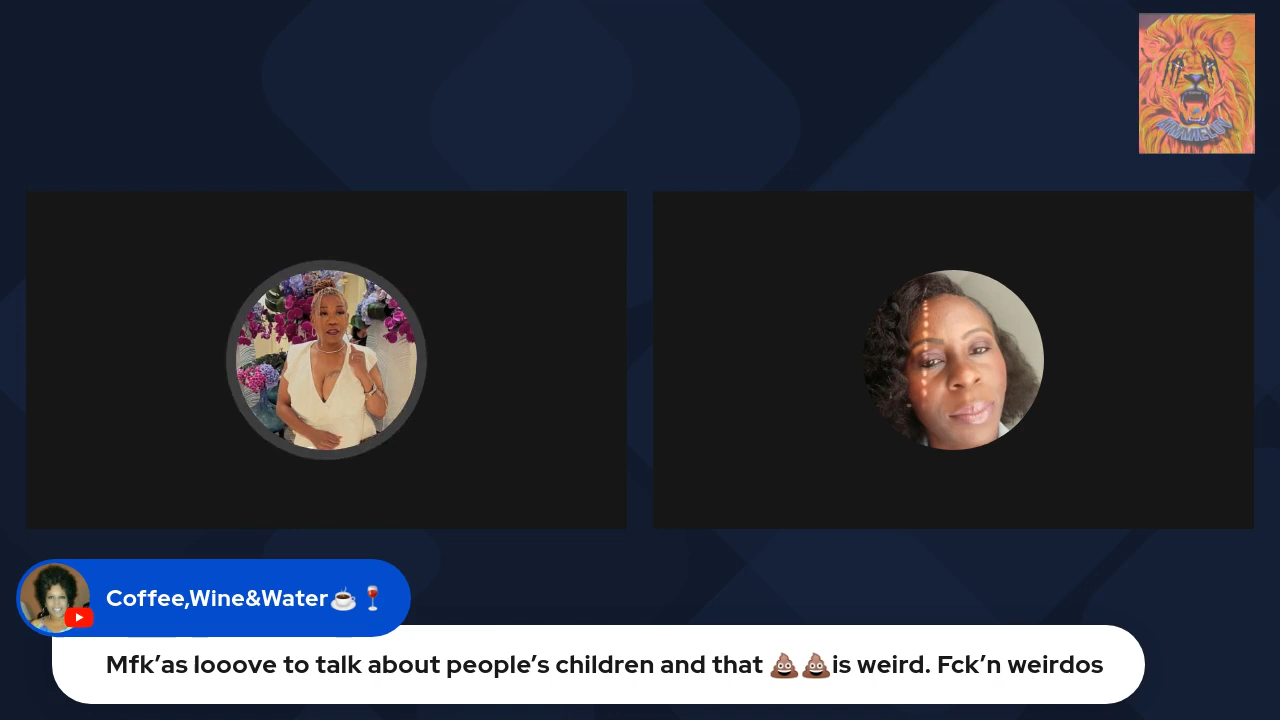 Coffee,Wine&Water☕🍷
Mfk’as looove to talk about people’s children and that 💩💩is weird. Fck’n weirdos